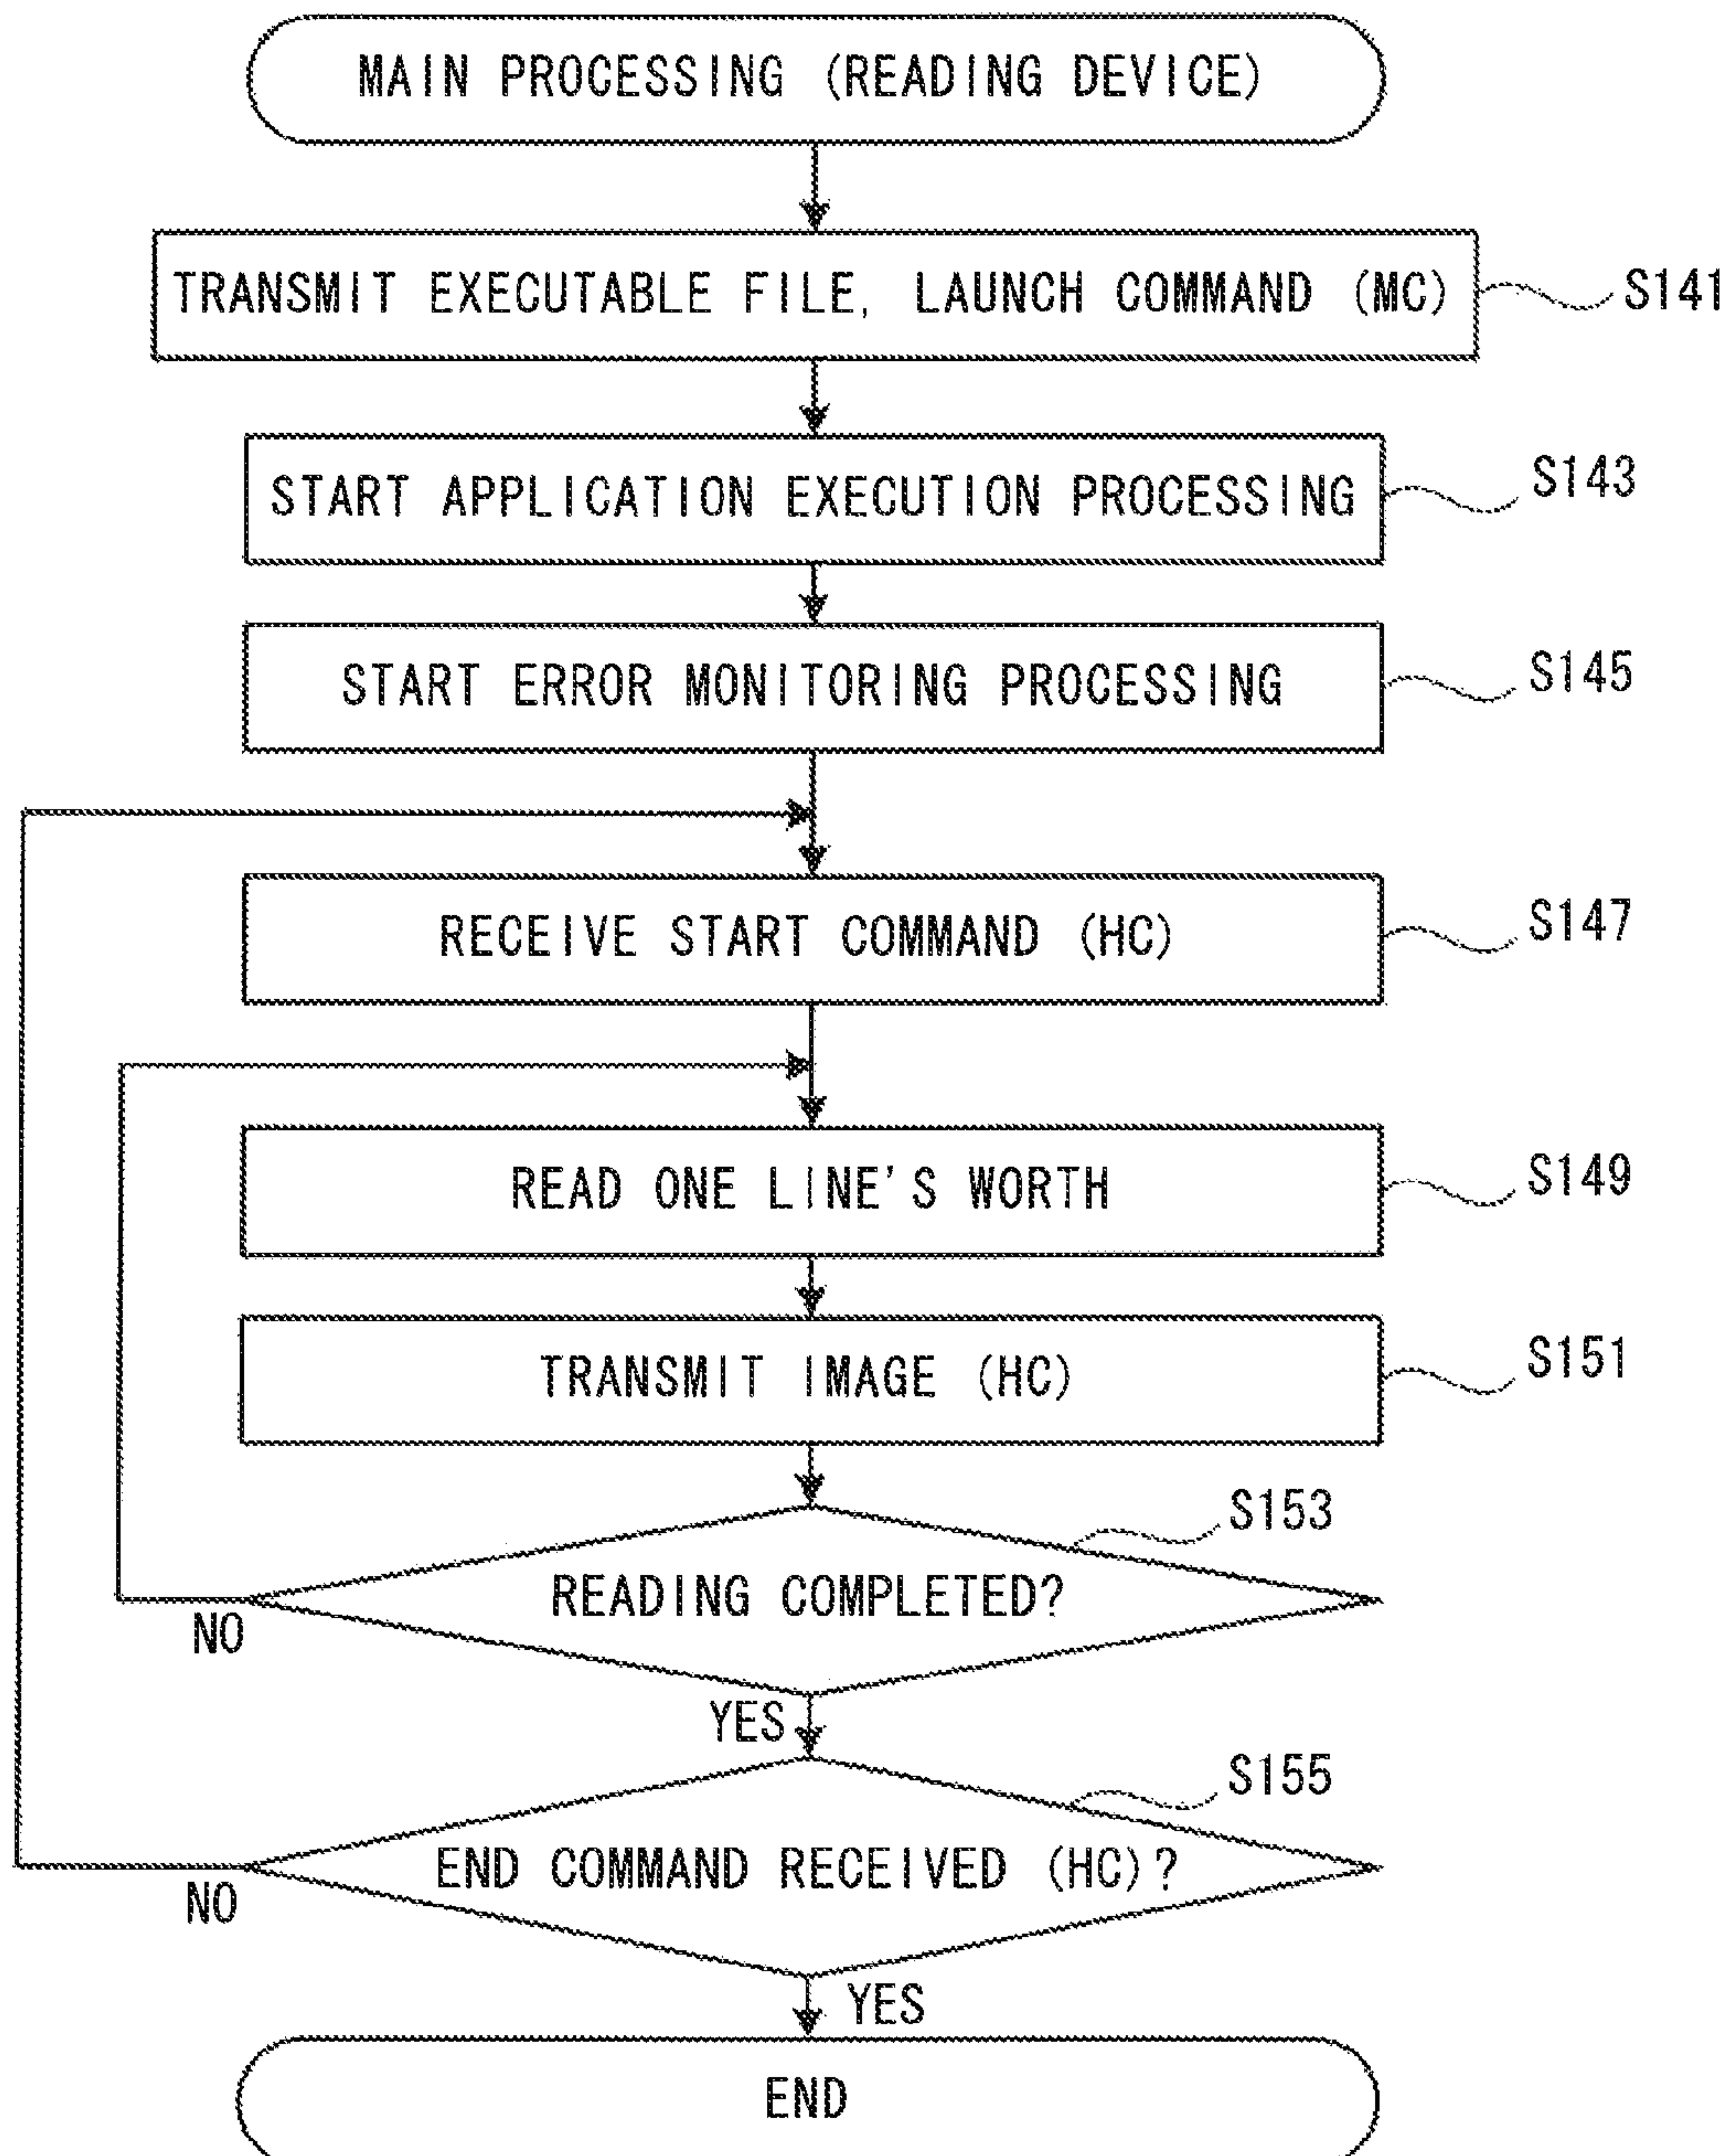 MAIN PROCESSING (READING DEVICE)
TRANSMIT EXECUTABLE FILE, LAUNCH COMMAND (MC)
S141
START APPLICATION EXECUTION PROCESSING
S143
START ERROR MONITORING PROCESSING
S145
RECEIVE START COMMAND (HC)
S147
READ ONE LINE'S WORTH
S149
TRANSMIT IMAGE (HC)
S151
S153
READING COMPLETED?
NO
YES
S155
END COMMAND RECEIVED (HC)?
NO
YES
END